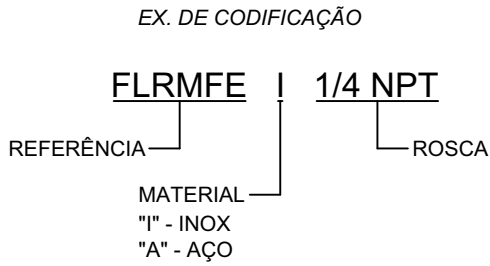 EX. DE CODIFICAÇÃO
FLRMFE I 1/4 NPT
REFERÊNCIA
ROSCA
MATERIAL
"I" - INOX
"A" - AÇO